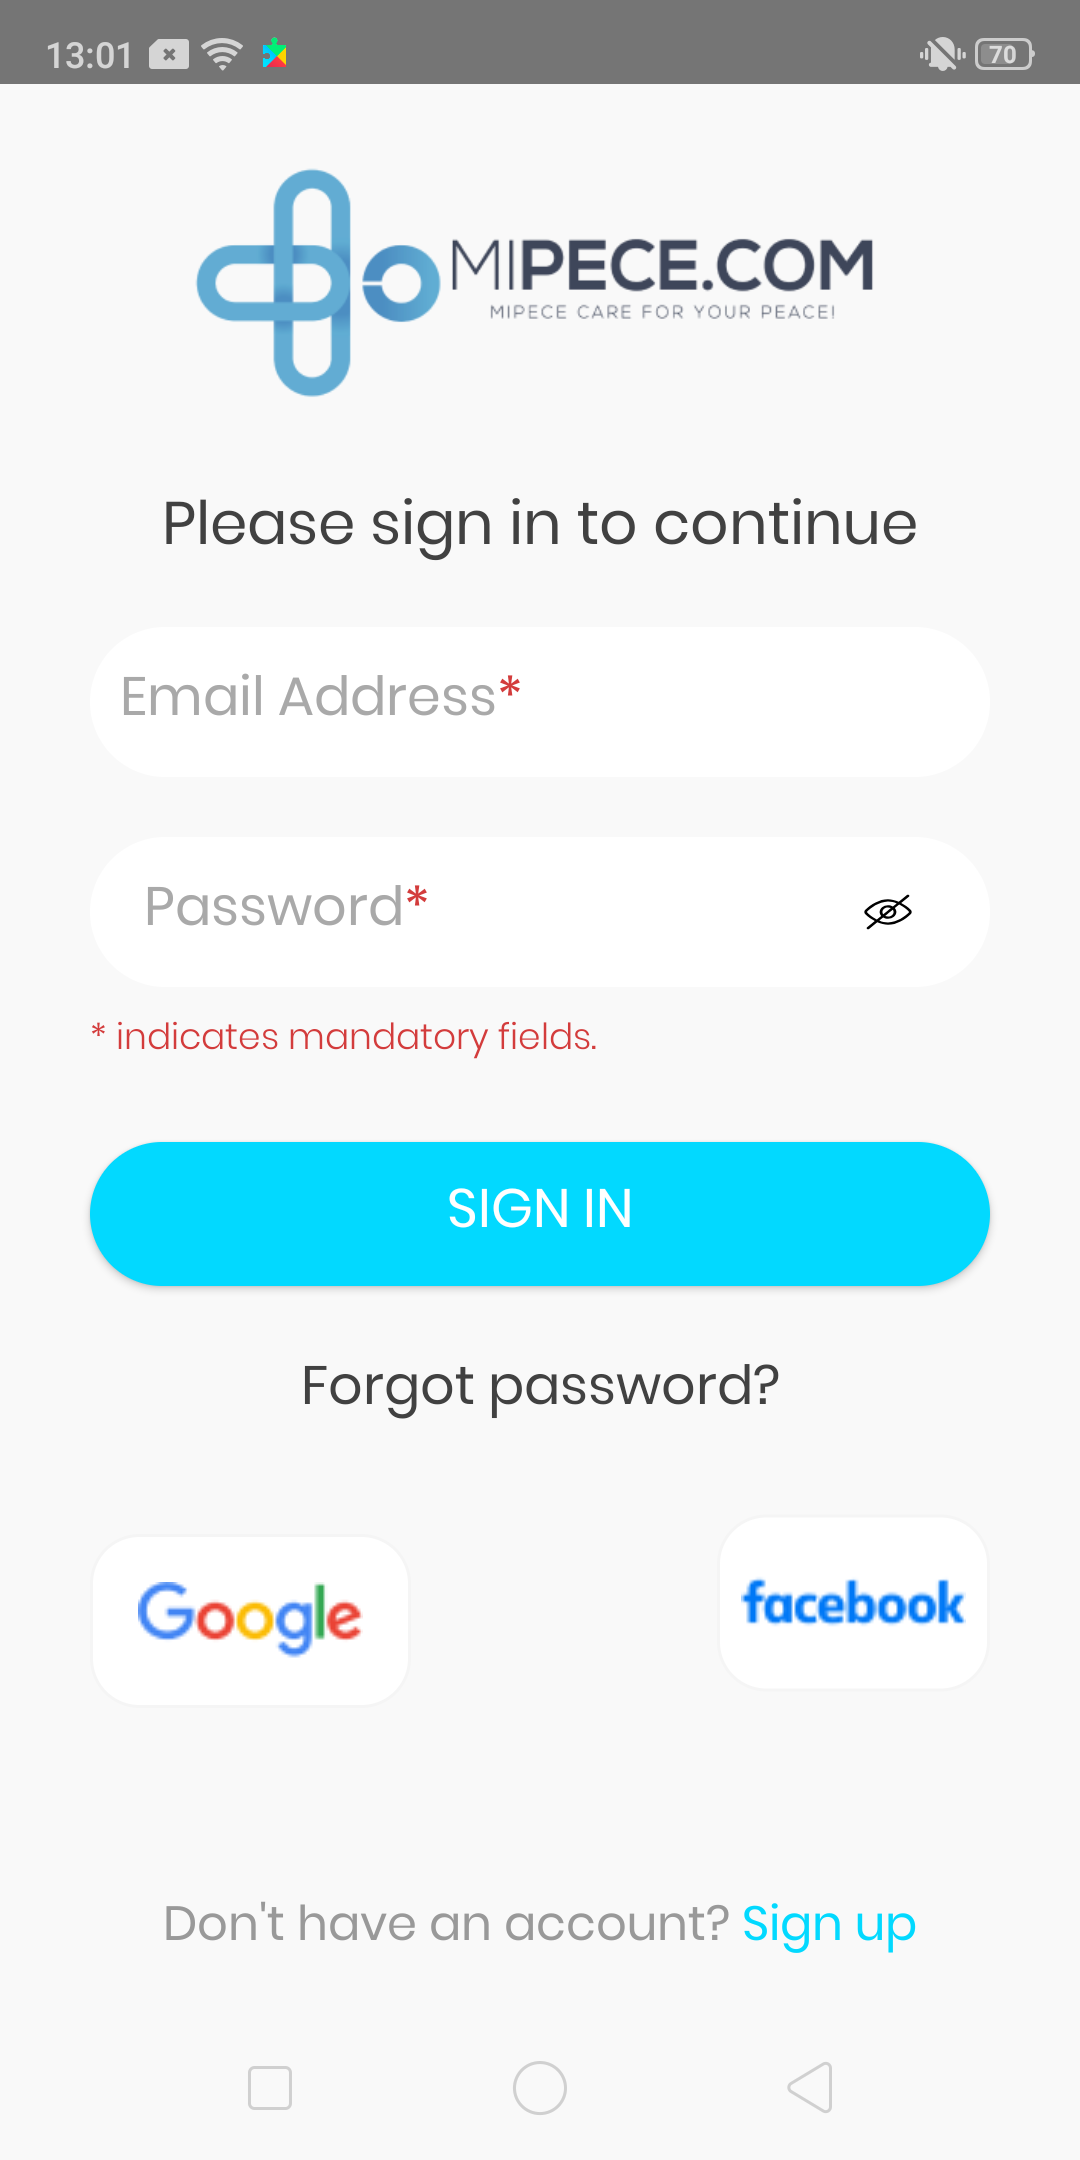 13:01
70
MIPECE.COM
MIPECE CARE FOR YOUR PEACE!
Please sign in to continue
Email Address*
Password*
* indicates mandatory fields.
SIGN IN
Forgot password?
Google
facebook
Don't have an account? Sign up